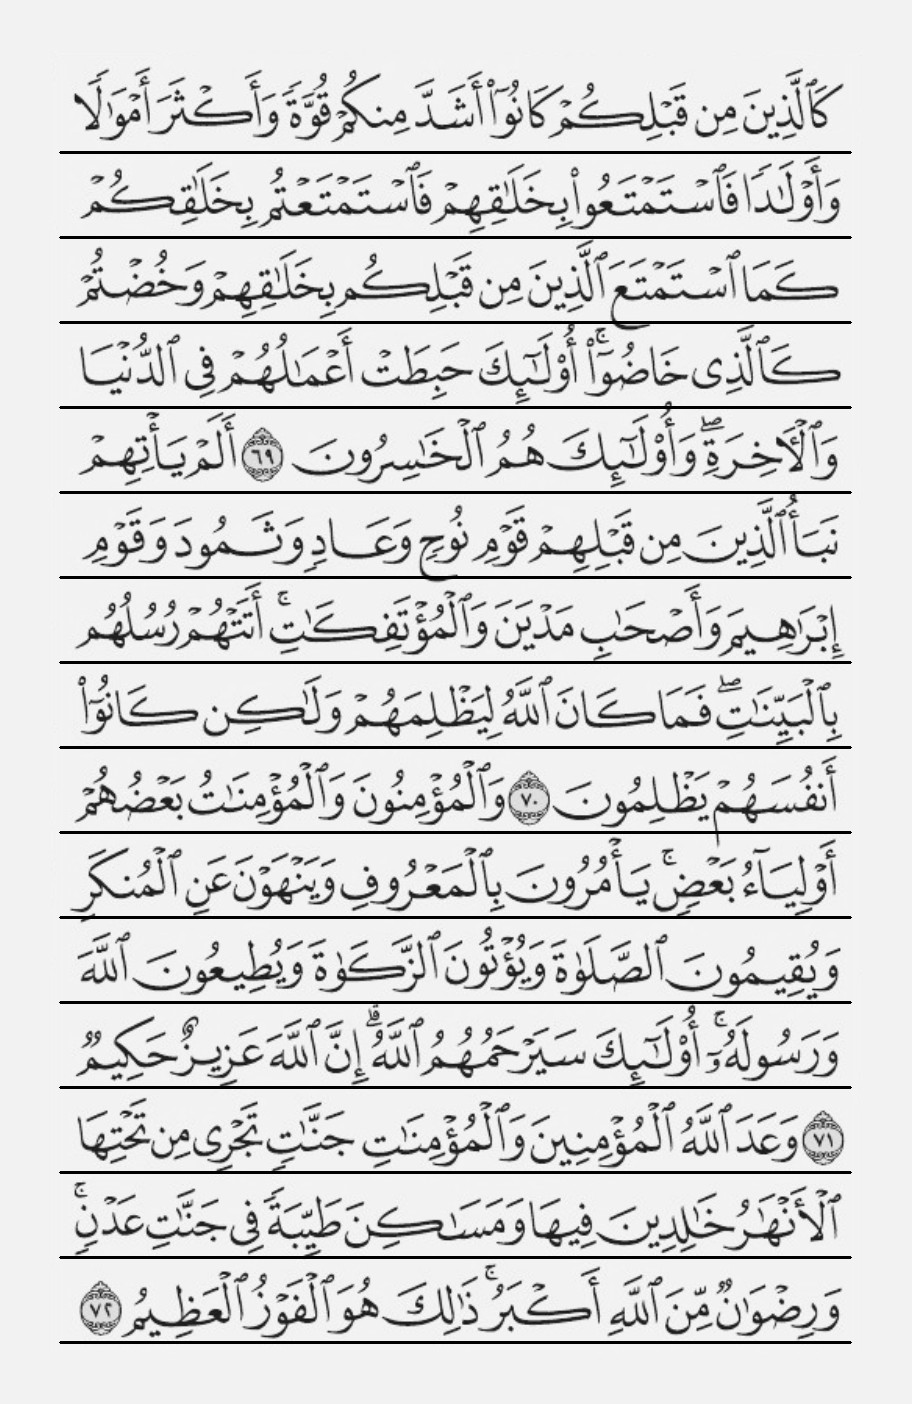 كَٱلَّذِينَ مِن قَبۡلِكُمۡ كَانُوٓاْ أَشَدَّ مِنكُمۡ قُوَّةٗ وَأَكۡثَرَ أَمۡوَٰلٗا
وَأَوۡلَٰدٗا فَٱسۡتَمۡتَعُواْ بِخَلَٰقِهِمۡ فَٱسۡتَمۡتَعۡتُم بِخَلَٰقِكُمۡ
كَمَا ٱسۡتَمۡتَعَ ٱلَّذِينَ مِن قَبۡلِكُم بِخَلَٰقِهِمۡ وَخُضۡتُمۡ
كَٱلَّذِى خَاضُوٓاْۚ أُوْلَٰٓئِكَ حَبِطَتۡ أَعۡمَٰلُهُمۡ فِى ٱلدُّنۡيَا
وَٱلۡأٓخِرَةِۖ وَأُوْلَٰٓئِكَ هُمُ ٱلۡخَٰسِرُونَ ٦٩ أَلَمۡ يَأۡتِهِمۡ
نَبَأُ ٱلَّذِينَ مِن قَبۡلِهِمۡ قَوۡمِ نُوحٖ وَعَادٖ وَثَمُودَ وَقَوۡمِ
إِبۡرَٰهِيمَ وَأَصۡحَٰبِ مَدۡيَنَ وَٱلۡمُؤۡتَفِكَٰتِۚ أَتَتۡهُمۡ رُسُلُهُم
بِٱلۡبَيِّنَٰتِۖ فَمَا كَانَ ٱللَّهُ لِيَظۡلِمَهُمۡ وَلَٰكِن كَانُوٓاْ
أَنفُسَهُمۡ يَظۡلِمُونَ ٧٠ وَٱلۡمُؤۡمِنُونَ وَٱلۡمُؤۡمِنَٰتُ بَعۡضُهُمۡ
أَوۡلِيَآءُ بَعۡضٖۚ يَأۡمُرُونَ بِٱلۡمَعۡرُوفِ وَيَنۡهَوۡنَ عَنِ ٱلۡمُنكَرِ
وَيُقِيمُونَ ٱلصَّلَوٰةَ وَيُؤۡتُونَ ٱلزَّكَوٰةَ وَيُطِيعُونَ ٱللَّهَ
وَرَسُولَهُۥٓۚ أُوْلَٰٓئِكَ سَيَرۡحَمُهُمُ ٱللَّهُۗ إِنَّ ٱللَّهَ عَزِيزٌ حَكِيمٞ
٧١ وَعَدَ ٱللَّهُ ٱلۡمُؤۡمِنِينَ وَٱلۡمُؤۡمِنَٰتِ جَنَّٰتٖ تَجۡرِى مِن تَحۡتِهَا
ٱلۡأَنۡهَٰرُ خَٰلِدِينَ فِيهَا وَمَسَٰكِنَ طَيِّبَةٗ فِى جَنَّٰتِ عَدۡنٖۚ
وَرِضۡوَٰنٞ مِّنَ ٱللَّهِ أَكۡبَرُۚ ذَٰلِكَ هُوَ ٱلۡفَوۡزُ ٱلۡعَظِيمُ ٧٢